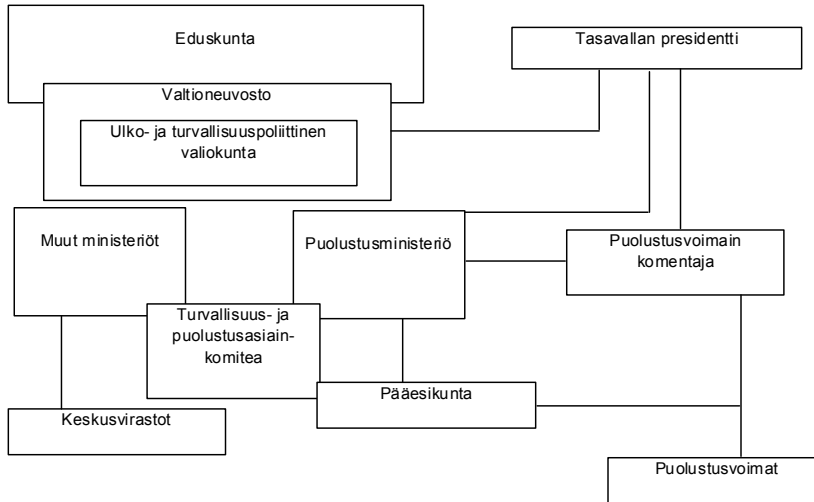 Eduskunta
Tasavallan presidentti
Valtioneuvosto
Ulko- ja turvallisuuspoliittinen
valiokunta
Muut ministeriöt
Puolustusministeriö
Puolustusvoimain
komentaja
Turvallisuus- ja
puolustusasiain-
komitea
Pääesikunta
Keskusvirastot
Puolustusvoimat